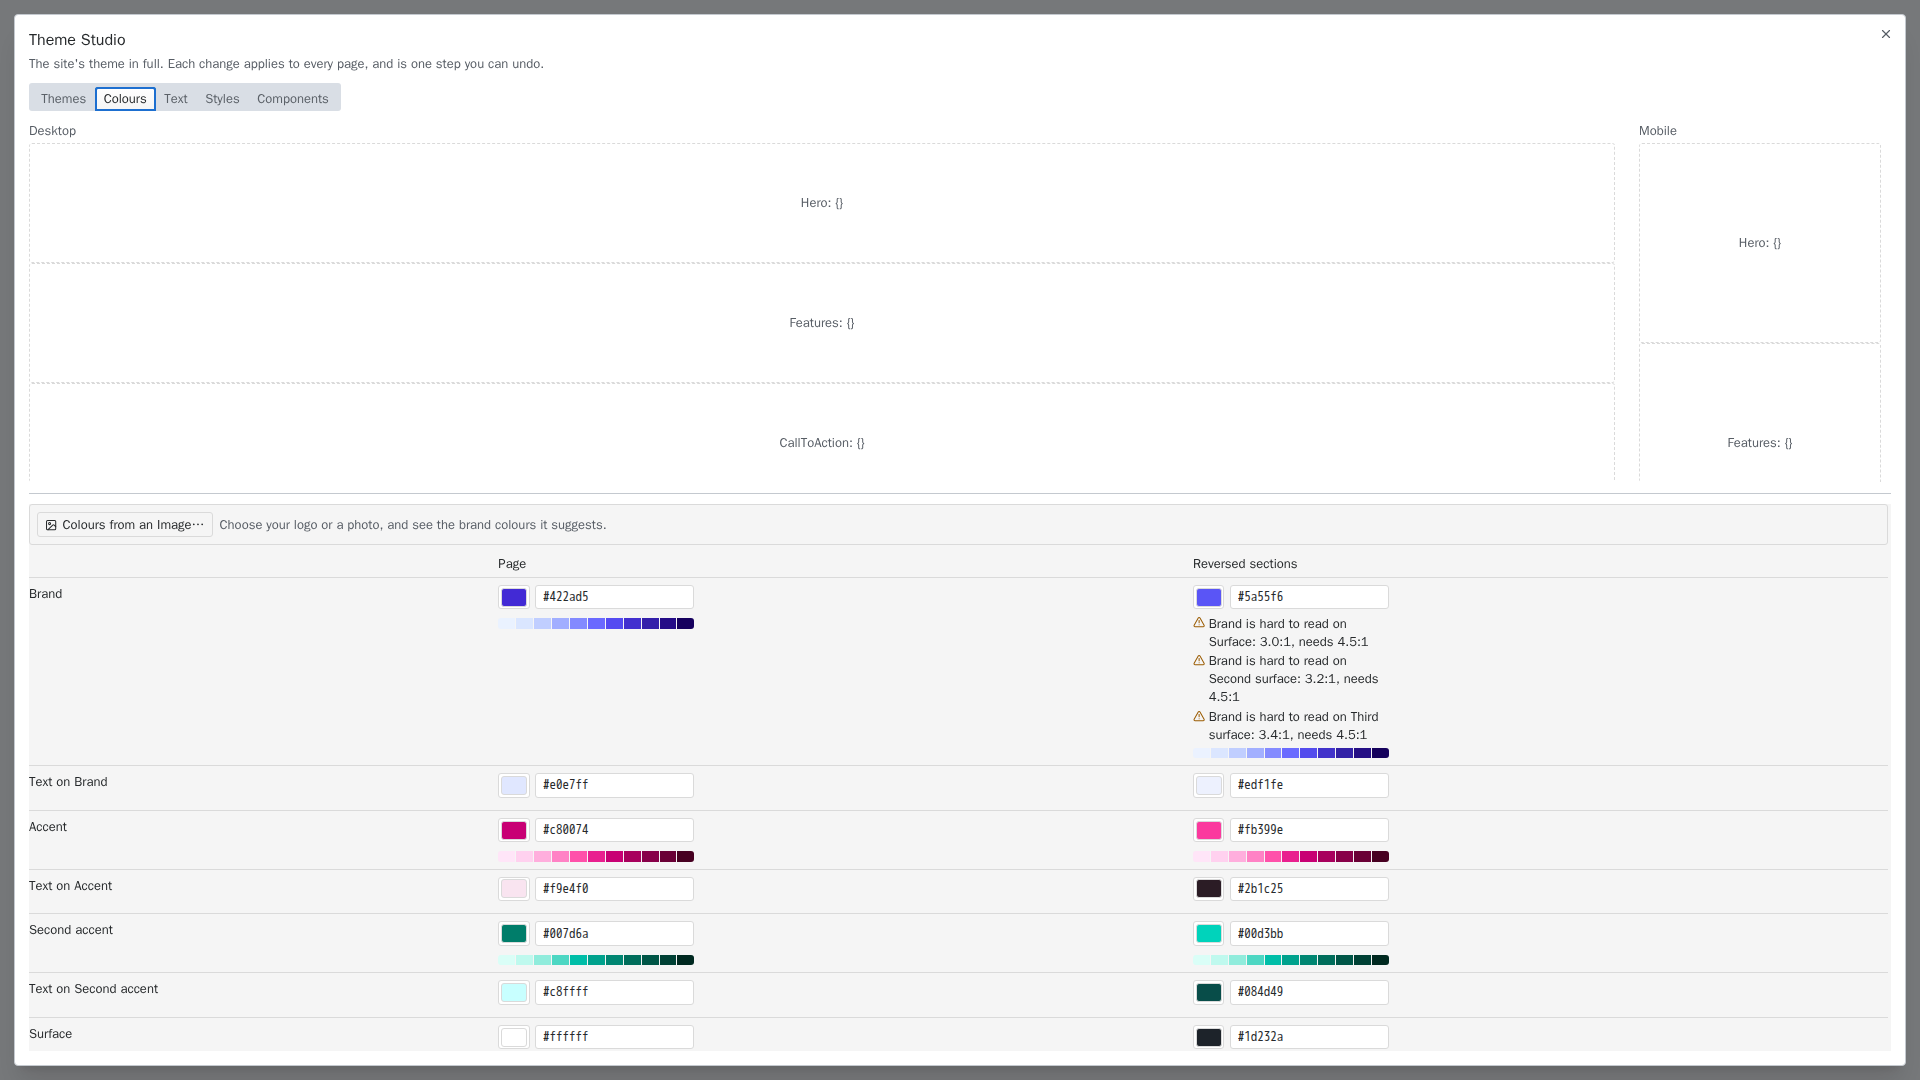 Theme Studio
The site's theme in full. Each change applies to every page, and is one step you can undo.
Themes Colours Text Styles Components
Desktop Mobile
Hero: {}
Hero: {}
Features: {}
CallToAction: {}
Features: {}
Colours from an Image… Choose your logo or a photo, and see the brand colours it suggests.
Page Reversed sections
Brand #422ad5 #5a55f6
Brand is hard to read on
Surface: 3.0:1, needs 4.5:1
Brand is hard to read on
Second surface: 3.2:1, needs
4.5:1
Brand is hard to read on Third
surface: 3.4:1, needs 4.5:1
Text on Brand #e0e7ff #edf1fe
Accent #c80074 #fb399e
Text on Accent #f9e4f0 #2b1c25
Second accent #007d6a #00d3bb
Text on Second accent #c8ffff #084d49
Surface #ffffff #1d232a